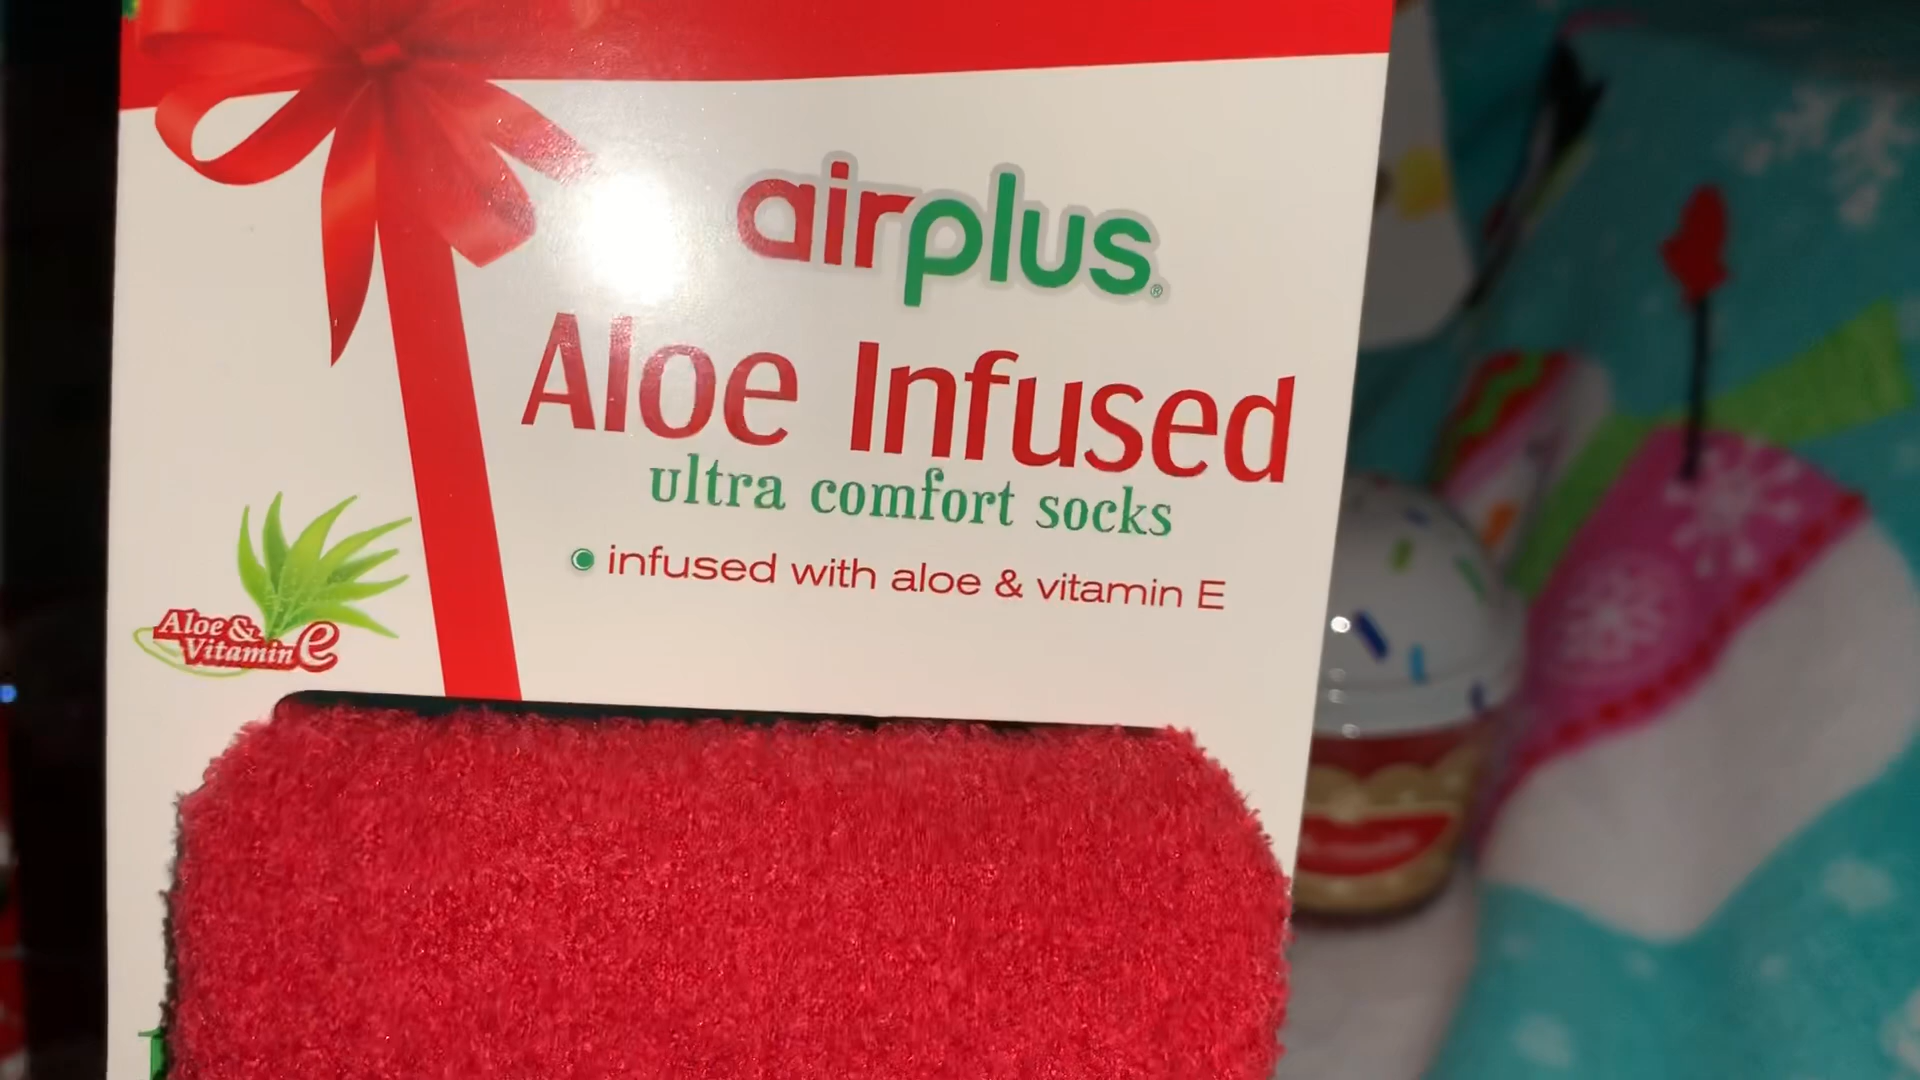 airplus®
Aloe Infused
ultra comfort socks
infused with aloe & vitamin E
Aloe &
Vitamin e